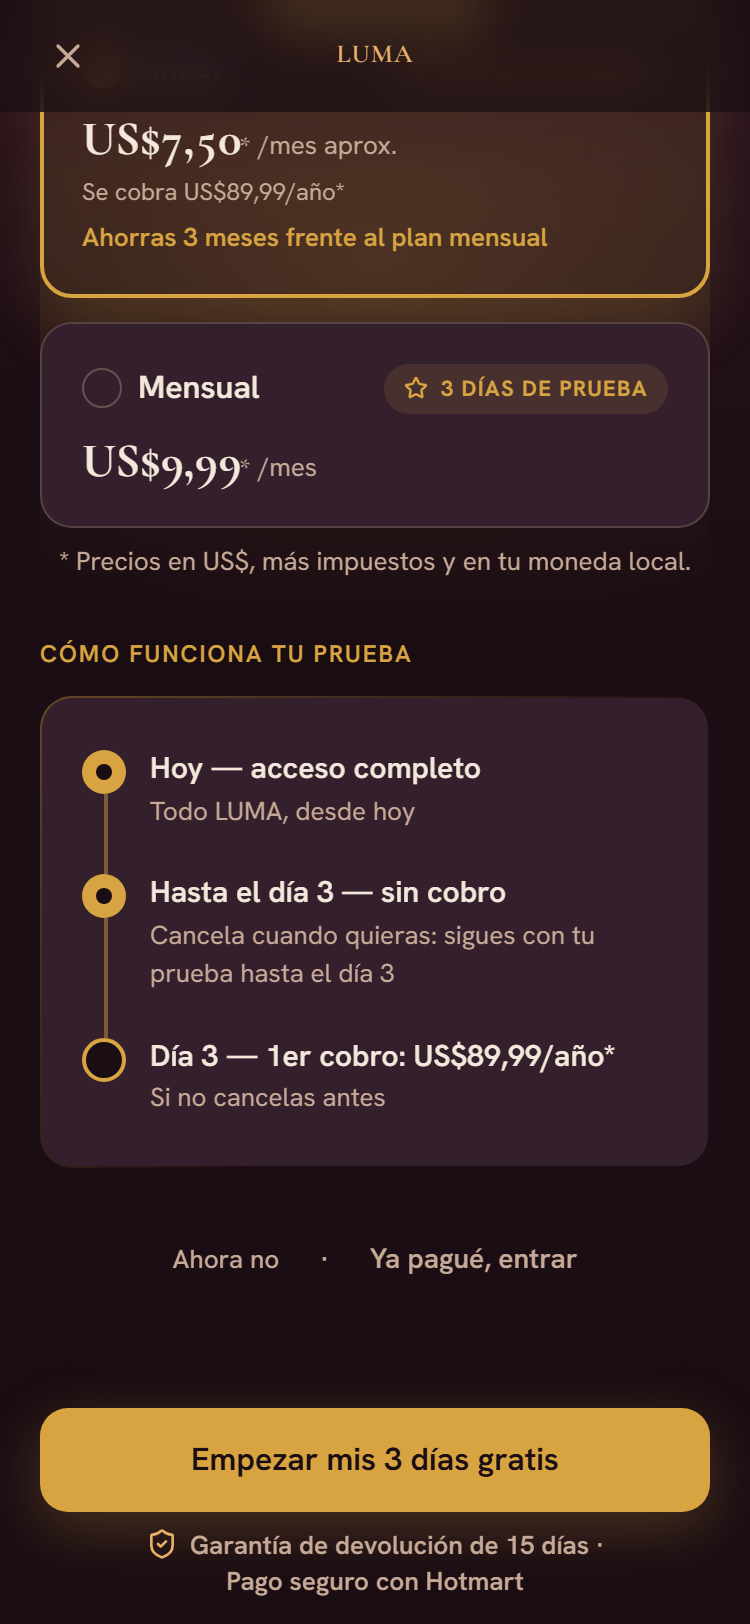 LUMA
US$7,50* /mes aprox.
Se cobra US$89,99/año*
Ahorras 3 meses frente al plan mensual
Mensual
3 DÍAS DE PRUEBA
US$9,99* /mes
* Precios en US$, más impuestos y en tu moneda local.
CÓMO FUNCIONA TU PRUEBA
Hoy — acceso completo
Todo LUMA, desde hoy
Hasta el día 3 — sin cobro
Cancela cuando quieras: sigues con tu
prueba hasta el día 3
Día 3 — 1er cobro: US$89,99/año*
Si no cancelas antes
Ahora no · Ya pagué, entrar
Empezar mis 3 días gratis
Garantía de devolución de 15 días ·
Pago seguro con Hotmart